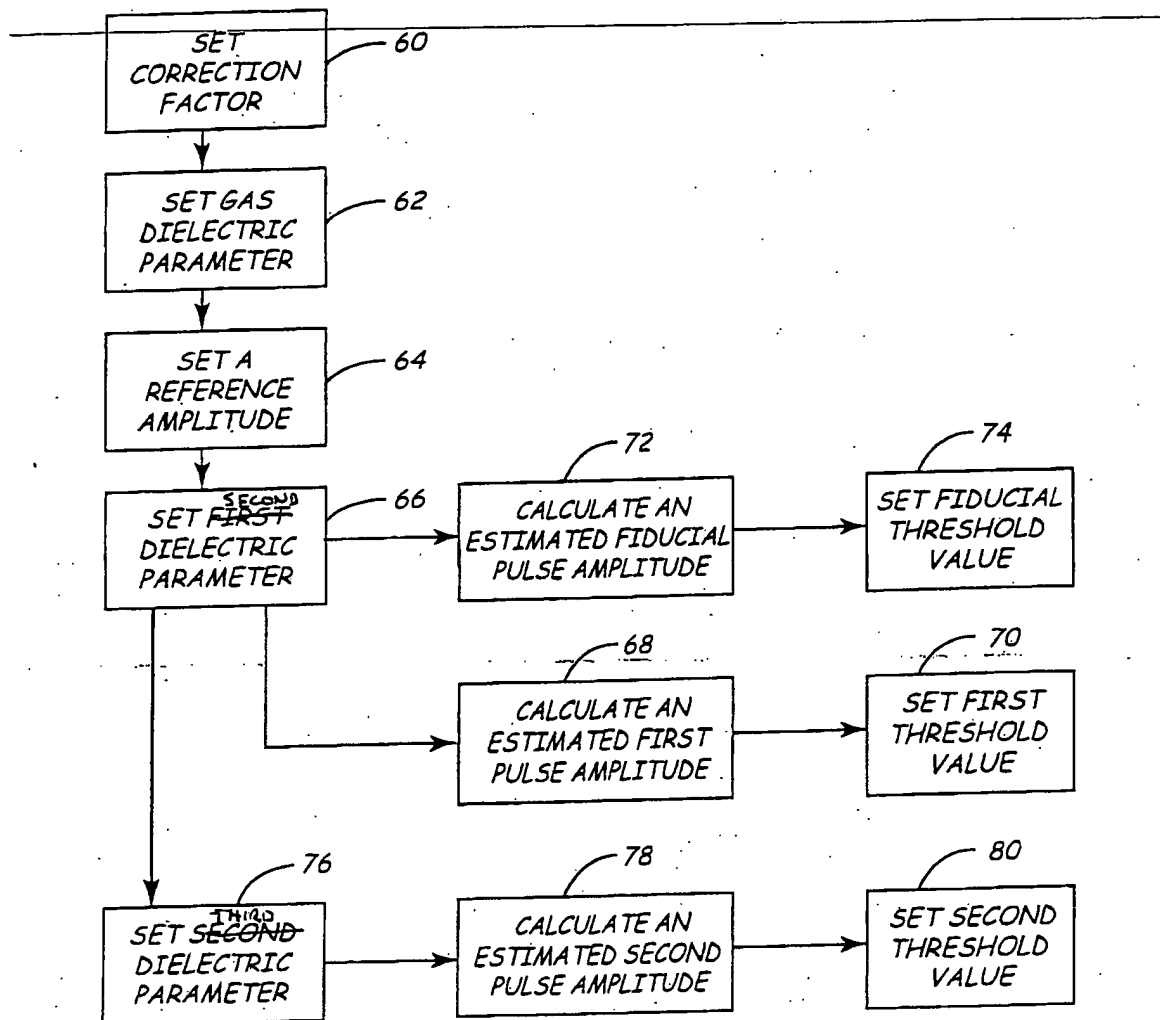 SET
CORRECTION
FACTOR
60
SET GAS
DIELECTRIC
PARAMETER
62
SET A
REFERENCE
AMPLITUDE
64
SECOND
SET FIRST
DIELECTRIC
PARAMETER
66
72
CALCULATE AN
ESTIMATED FIDUCIAL
PULSE AMPLITUDE
74
SET FIDUCIAL
THRESHOLD
VALUE
68
CALCULATE AN
ESTIMATED FIRST
PULSE AMPLITUDE
70
SET FIRST
THRESHOLD
VALUE
76
THIRD
SET SECOND
DIELECTRIC
PARAMETER
78
CALCULATE AN
ESTIMATED SECOND
PULSE AMPLITUDE
80
SET SECOND
THRESHOLD
VALUE